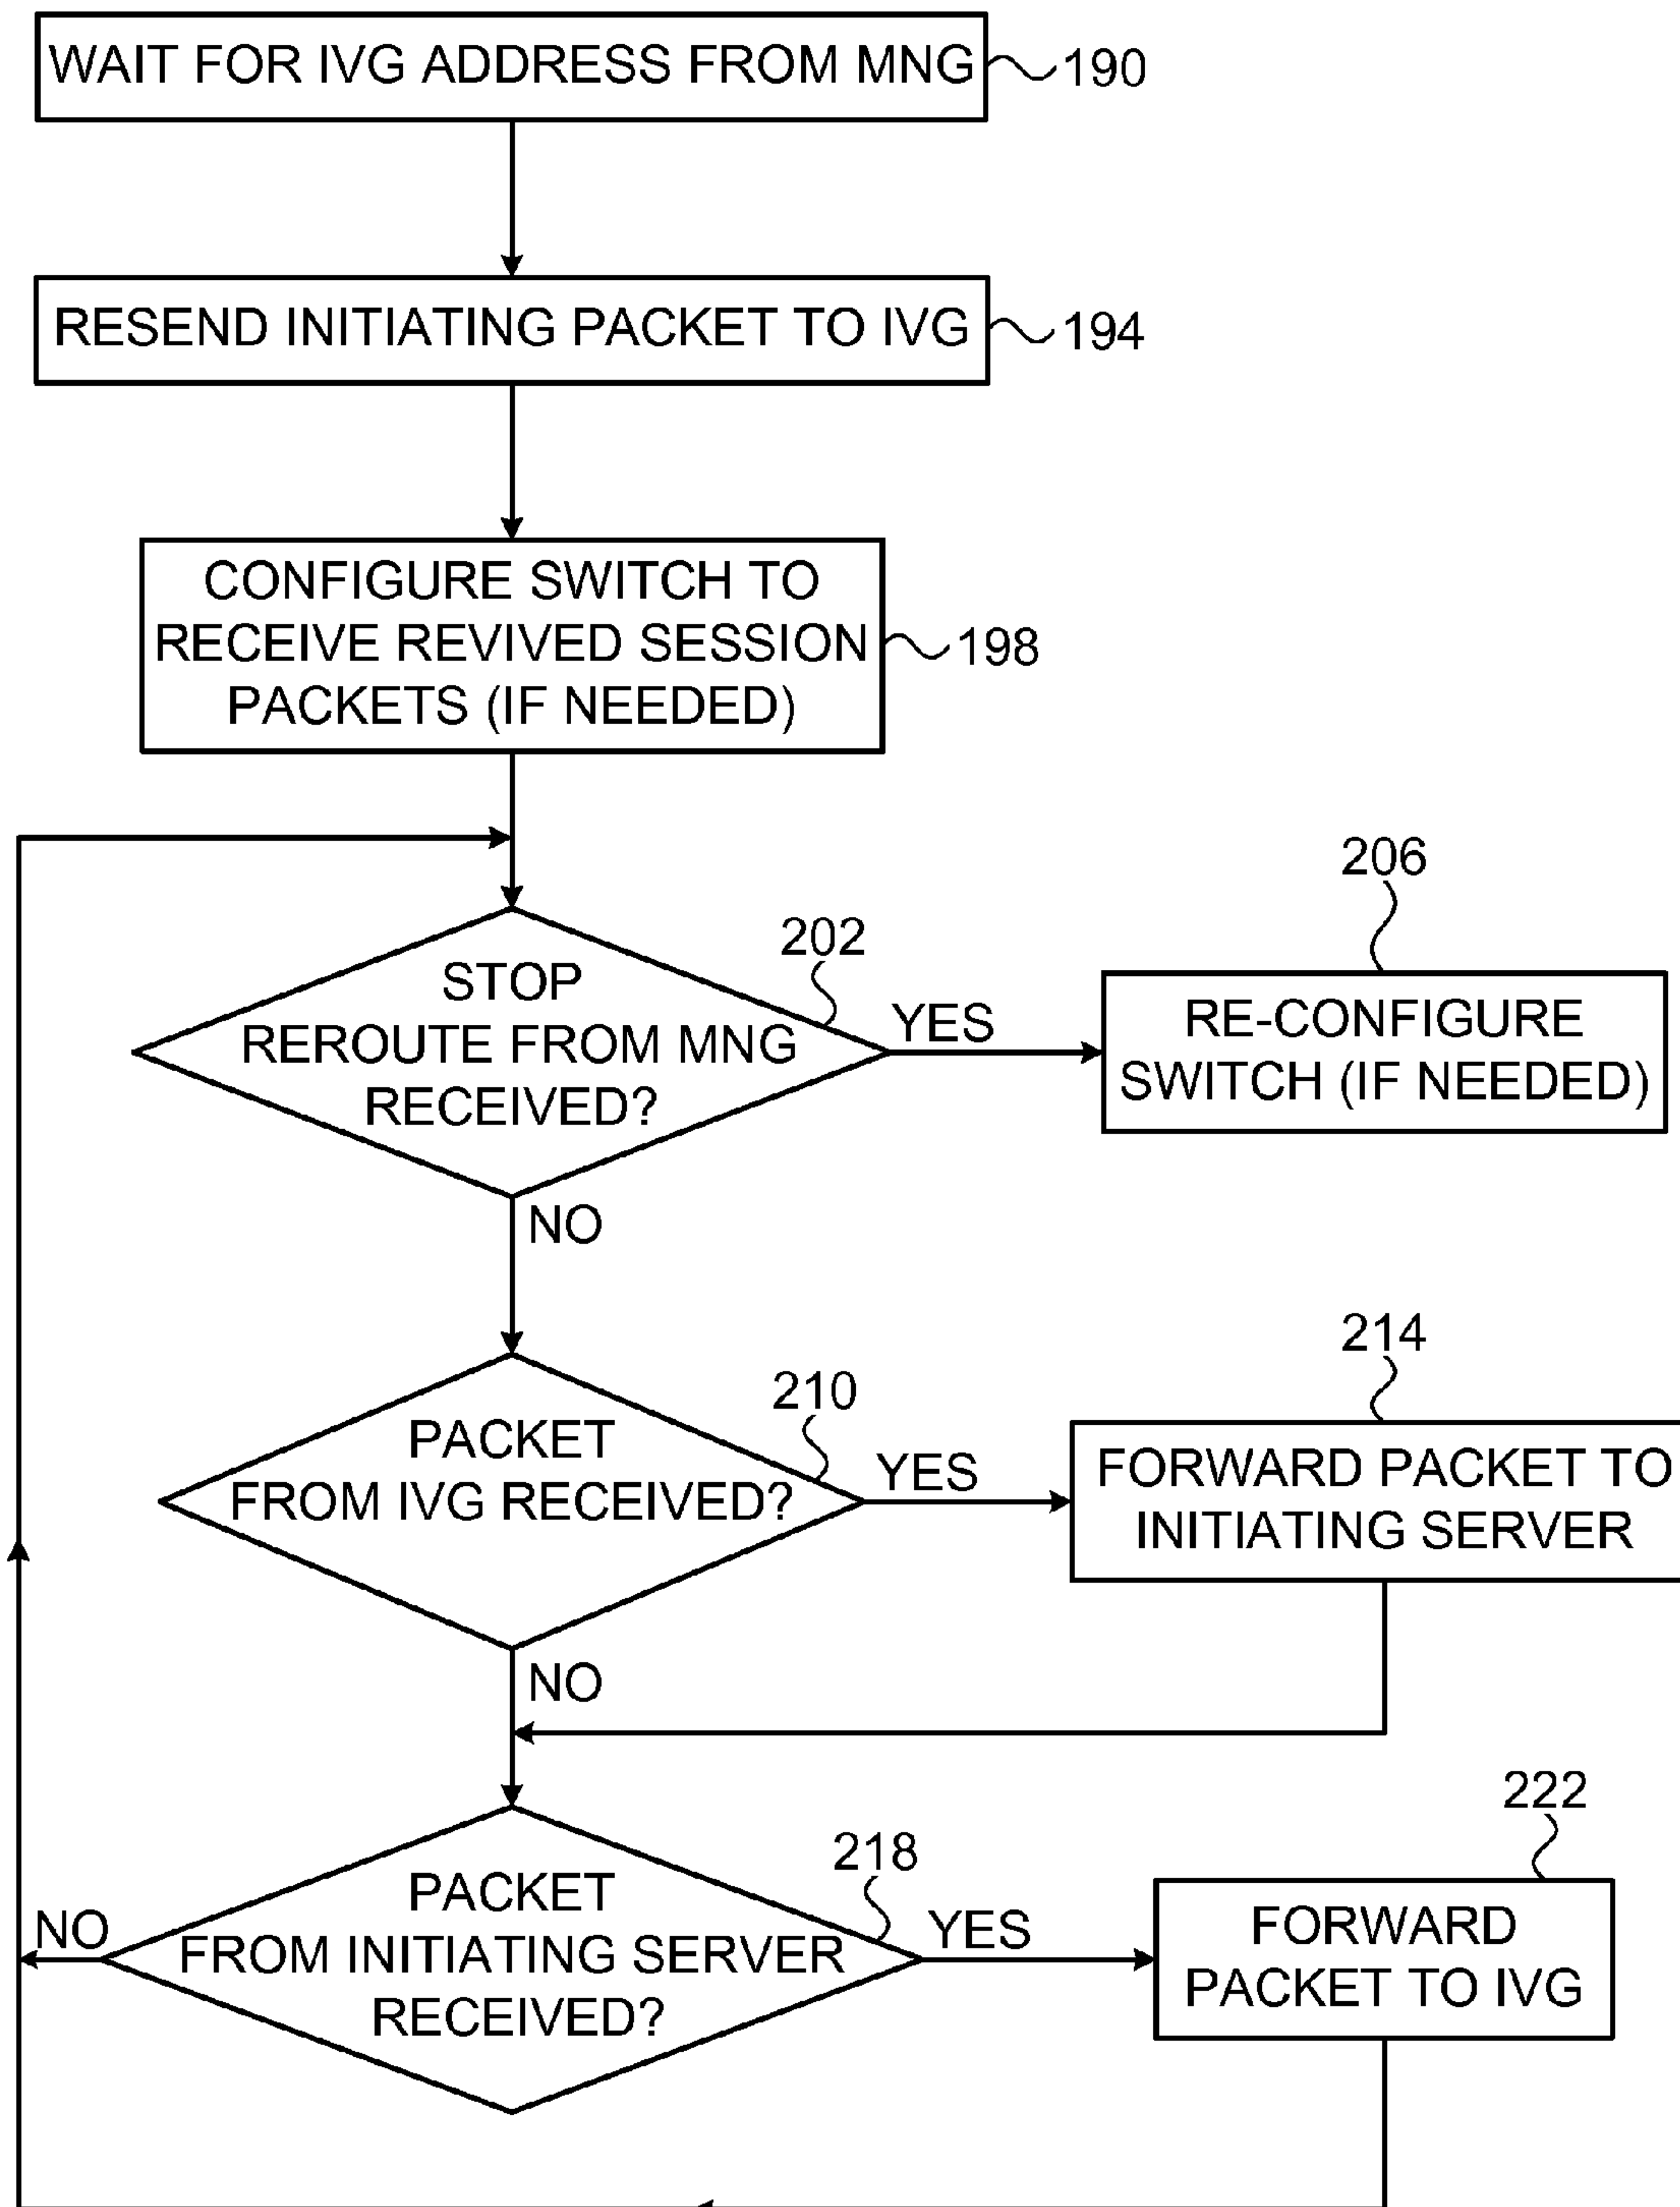 WAIT FOR IVG ADDRESS FROM MNG
190
RESEND INITIATING PACKET TO IVG
194
CONFIGURE SWITCH TO
RECEIVE REVIVED SESSION
PACKETS (IF NEEDED)
198
206
202
STOP
REROUTE FROM MNG
RECEIVED?
YES
RE-CONFIGURE
SWITCH (IF NEEDED)
NO
214
210
PACKET
FROM IVG RECEIVED?
YES
FORWARD PACKET TO
INITIATING SERVER
NO
222
218
PACKET
FROM INITIATING SERVER
RECEIVED?
NO
YES
FORWARD
PACKET TO IVG